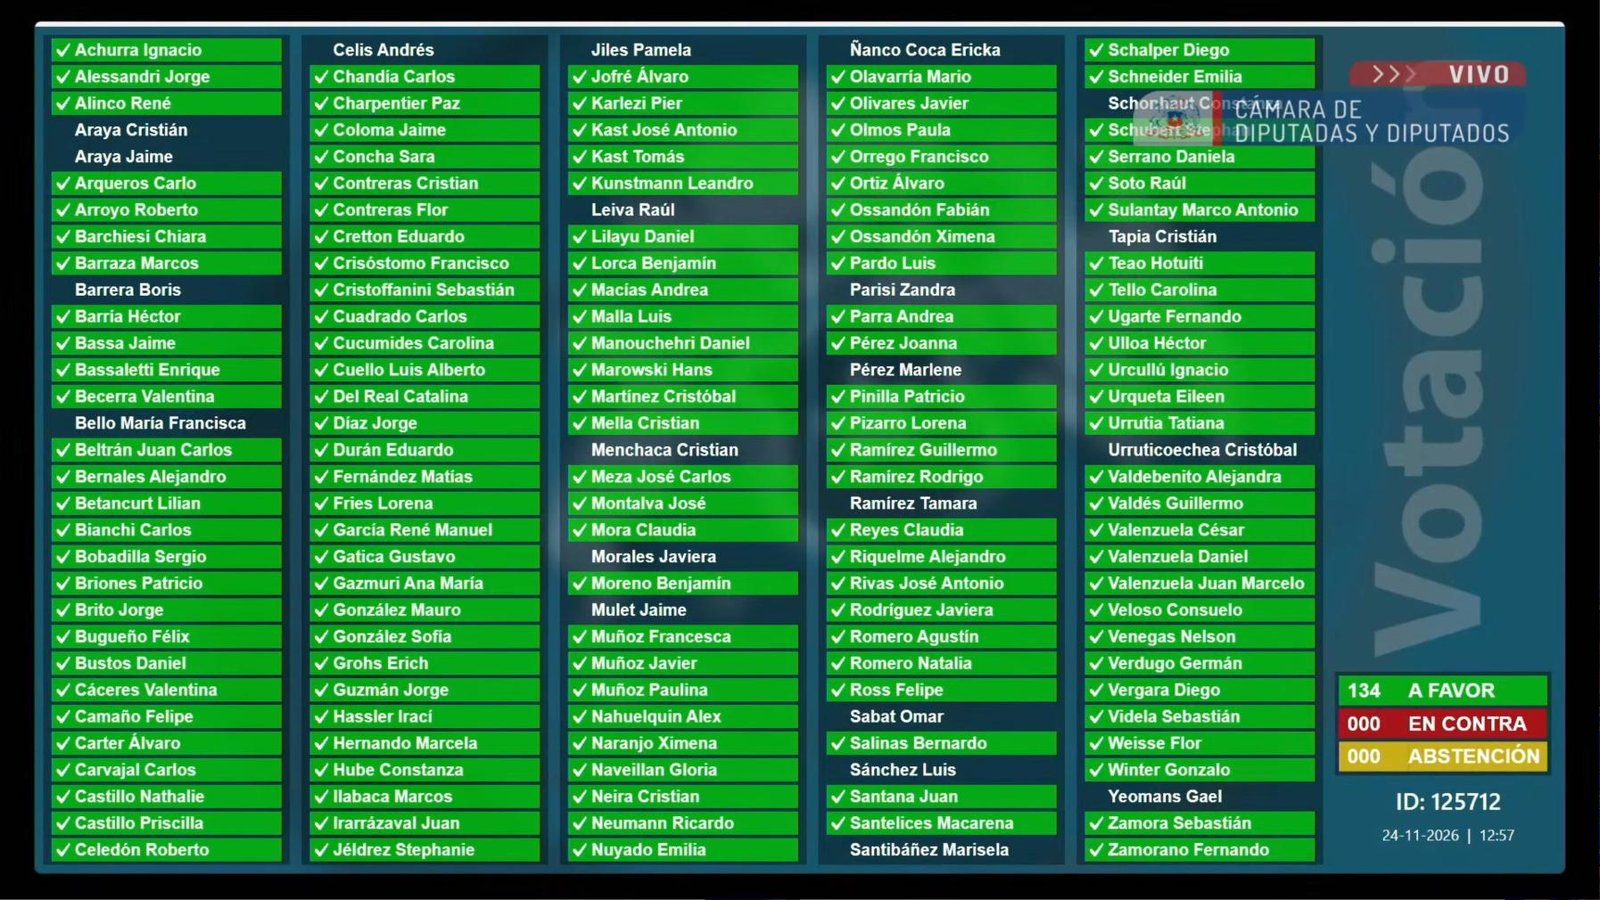 ✓ Achurra Ignacio
✓ Alessandri Jorge
✓ Alinco René
Araya Cristián
Araya Jaime
✓ Arqueros Carlo
✓ Arroyo Roberto
✓ Barchiesi Chiara
✓ Barraza Marcos
Barrera Boris
✓ Barría Héctor
✓ Bassa Jaime
✓ Bassaletti Enrique
✓ Becerra Valentina
Bello María Francisca
✓ Beltrán Juan Carlos
✓ Bernales Alejandro
✓ Betancurt Lilian
✓ Bianchi Carlos
✓ Bobadilla Sergio
✓ Briones Patricio
✓ Brito Jorge
✓ Bugueño Félix
✓ Bustos Daniel
✓ Cáceres Valentina
✓ Camaño Felipe
✓ Carter Álvaro
✓ Carvajal Carlos
✓ Castillo Nathalie
✓ Castillo Priscilla
✓ Celedón Roberto
Celis Andrés
✓ Chandía Carlos
✓ Charpentier Paz
✓ Coloma Jaime
✓ Concha Sara
✓ Contreras Cristian
✓ Contreras Flor
✓ Cretton Eduardo
✓ Crisóstomo Francisco
✓ Cristoffanini Sebastián
✓ Cuadrado Carlos
✓ Cucumides Carolina
✓ Cuello Luis Alberto
✓ Del Real Catalina
✓ Díaz Jorge
✓ Durán Eduardo
✓ Fernández Matías
✓ Fries Lorena
✓ García René Manuel
✓ Gatica Gustavo
✓ Gazmuri Ana María
✓ González Mauro
✓ González Sofía
✓ Grohs Erich
✓ Guzmán Jorge
✓ Hassler Irací
✓ Hernando Marcela
✓ Hube Constanza
✓ Ilabaca Marcos
✓ Irarrázaval Juan
✓ Jéldrez Stephanie
Jiles Pamela
✓ Jofré Álvaro
✓ Karlezi Pier
✓ Kast José Antonio
✓ Kast Tomás
✓ Kunstmann Leandro
Leiva Raúl
✓ Lilayu Daniel
✓ Lorca Benjamín
✓ Macías Andrea
✓ Malla Luis
✓ Manouchehri Daniel
✓ Marowski Hans
✓ Martínez Cristóbal
✓ Mella Cristian
Menchaca Cristian
✓ Meza José Carlos
✓ Montalva José
✓ Mora Claudia
Morales Javiera
✓ Moreno Benjamín
Mulet Jaime
✓ Muñoz Francesca
✓ Muñoz Javier
✓ Muñoz Paulina
✓ Nahuelquin Alex
✓ Naranjo Ximena
✓ Naveillan Gloria
✓ Neira Cristian
✓ Neumann Ricardo
✓ Nuyado Emilia
Ñanco Coca Ericka
✓ Olavarría Mario
✓ Olivares Javier
✓ Olmos Paula
✓ Orrego Francisco
✓ Ortiz Álvaro
✓ Ossandón Fabián
✓ Ossandón Ximena
✓ Pardo Luis
Parisi Zandra
✓ Parra Andrea
✓ Pérez Joanna
Pérez Marlene
✓ Pinilla Patricio
✓ Pizarro Lorena
✓ Ramírez Guillermo
✓ Ramírez Rodrigo
Ramírez Tamara
✓ Reyes Claudia
✓ Riquelme Alejandro
✓ Rivas José Antonio
✓ Rodríguez Javiera
✓ Romero Agustín
✓ Romero Natalia
✓ Ross Felipe
Sabat Omar
✓ Salinas Bernardo
Sánchez Luis
✓ Santana Juan
✓ Santelices Macarena
Santibáñez Marisela
✓ Schalper Diego
✓ Schneider Emilia
Schonhaut Constanza
✓ Schubert Stephan
✓ Serrano Daniela
✓ Soto Raúl
✓ Sulantay Marco Antonio
Tapia Cristián
✓ Teao Hotuiti
✓ Tello Carolina
✓ Ugarte Fernando
✓ Ulloa Héctor
✓ Urcullú Ignacio
✓ Urqueta Eileen
✓ Urrutia Tatiana
Urruticoechea Cristóbal
✓ Valdebenito Alejandra
✓ Valdés Guillermo
✓ Valenzuela César
✓ Valenzuela Daniel
✓ Valenzuela Juan Marcelo
✓ Veloso Consuelo
✓ Venegas Nelson
✓ Verdugo Germán
✓ Vergara Diego
✓ Videla Sebastián
✓ Weisse Flor
✓ Winter Gonzalo
Yeomans Gael
✓ Zamora Sebastián
✓ Zamorano Fernando
>>> VIVO
CÁMARA DE
DIPUTADAS Y DIPUTADOS
Votación
134 A FAVOR
000 EN CONTRA
000 ABSTENCIÓN
ID: 125712
24-11-2026 | 12:57